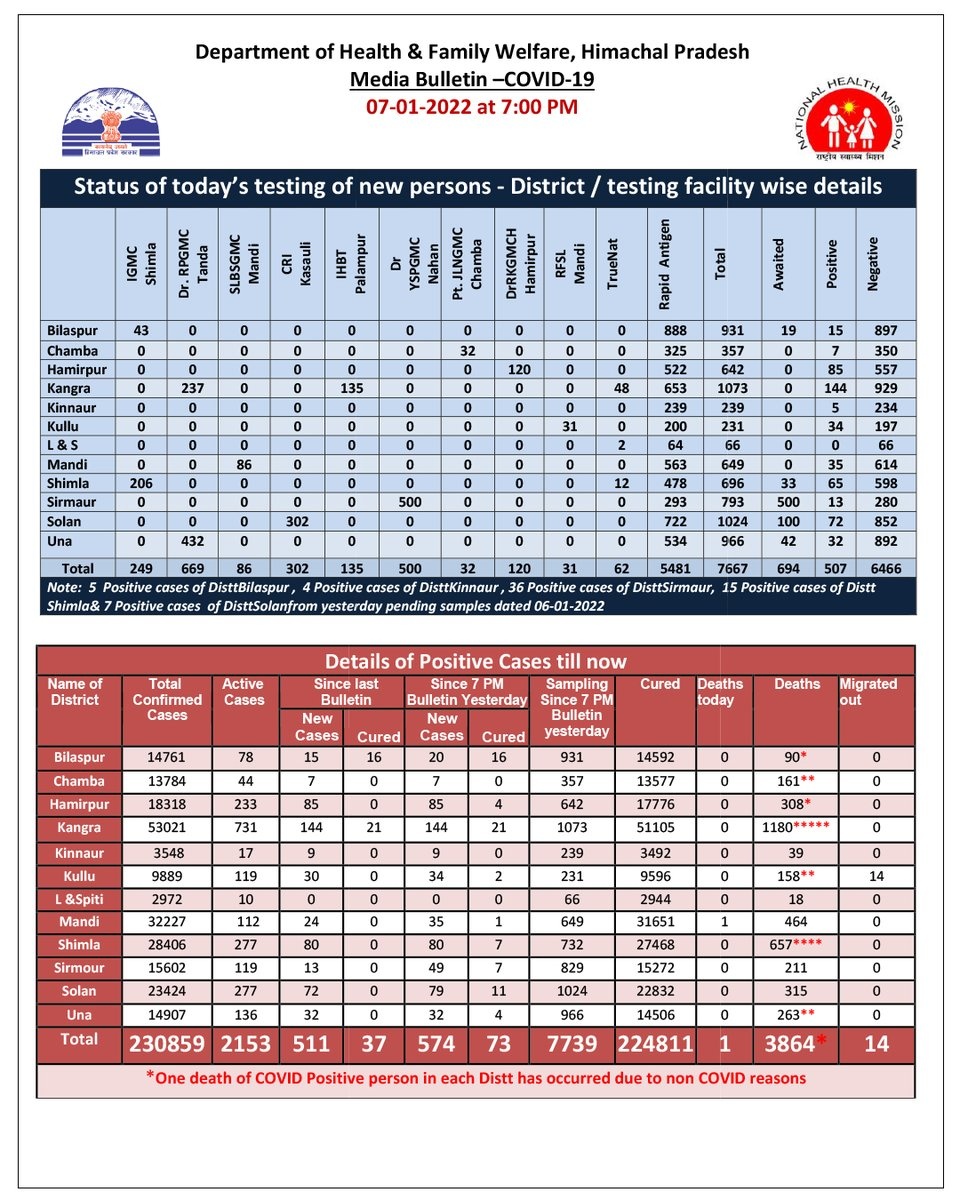 Department of Health & Family Welfare, Himachal Pradesh
Media Bulletin –COVID-19
07-01-2022 at 7:00 PM
हिमाचल प्रदेश सरकार
NATIONAL HEALTH MISSION
राष्ट्रीय स्वास्थ्य मिशन
Status of today's testing of new persons - District / testing facility wise details
IGMC Shimla Dr. RPGMC Tanda SLBSGMC Mandi CRI Kasauli IHBT Palampur Dr YSPGMC Nahan Pt. JLNGMC Chamba DrRKGMCH Hamirpur RFSL Mandi TrueNat Rapid Antigen Total Awaited Positive Negative
Bilaspur 43 0 0 0 0 0 0 0 0 0 888 931 19 15 897
Chamba 0 0 0 0 0 0 32 0 0 0 325 357 0 7 350
Hamirpur 0 0 0 0 0 0 0 120 0 0 522 642 0 85 557
Kangra 0 237 0 0 135 0 0 0 0 48 653 1073 0 144 929
Kinnaur 0 0 0 0 0 0 0 0 0 0 239 239 0 5 234
Kullu 0 0 0 0 0 0 0 0 31 0 200 231 0 34 197
L & S 0 0 0 0 0 0 0 0 0 2 64 66 0 0 66
Mandi 0 0 86 0 0 0 0 0 0 0 563 649 0 35 614
Shimla 206 0 0 0 0 0 0 0 0 12 478 696 33 65 598
Sirmaur 0 0 0 0 0 500 0 0 0 0 293 793 500 13 280
Solan 0 0 0 302 0 0 0 0 0 0 722 1024 100 72 852
Una 0 432 0 0 0 0 0 0 0 0 534 966 42 32 892
Total 249 669 86 302 135 500 32 120 31 62 5481 7667 694 507 6466
Note: 5 Positive cases of DisttBilaspur , 4 Positive cases of DisttKinnaur , 36 Positive cases of DisttSirmaur, 15 Positive cases of Distt
Shimla& 7 Positive cases of DisttSolanfrom yesterday pending samples dated 06-01-2022
Details of Positive Cases till now
Name of District Total Confirmed Cases Active Cases Since last Bulletin Since 7 PM Bulletin Yesterday Sampling Since 7 PM Bulletin yesterday Cured Deaths today Deaths Migrated out
New Cases Cured New Cases Cured
Bilaspur 14761 78 15 16 20 16 931 14592 0 90* 0
Chamba 13784 44 7 0 7 0 357 13577 0 161** 0
Hamirpur 18318 233 85 0 85 4 642 17776 0 308* 0
Kangra 53021 731 144 21 144 21 1073 51105 0 1180***** 0
Kinnaur 3548 17 9 0 9 0 239 3492 0 39 0
Kullu 9889 119 30 0 34 2 231 9596 0 158** 14
L &Spiti 2972 10 0 0 0 0 66 2944 0 18 0
Mandi 32227 112 24 0 35 1 649 31651 1 464 0
Shimla 28406 277 80 0 80 7 732 27468 0 657**** 0
Sirmour 15602 119 13 0 49 7 829 15272 0 211 0
Solan 23424 277 72 0 79 11 1024 22832 0 315 0
Una 14907 136 32 0 32 4 966 14506 0 263** 0
Total 230859 2153 511 37 574 73 7739 224811 1 3864* 14
*One death of COVID Positive person in each Distt has occurred due to non COVID reasons